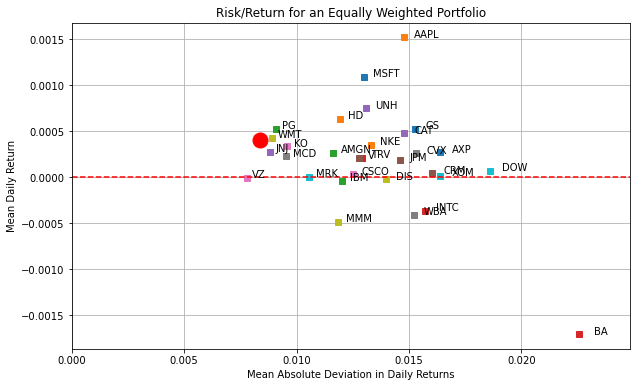 Risk/Return for an Equally Weighted Portfolio
0.0015
0.0010
0.0005
0.0000
−0.0005
−0.0010
−0.0015
Mean Daily Return
AAPL
MSFT
UNH
HD
PG
GS
WMT
CAT
JNJ
KO
NKE
MCD
AMGN
TRV
V
CVX
AXP
JPM
VZ
MRK
IBM
CSCO
DIS
CRM
XOM
DOW
MMM
WBA
INTC
BA
0.000
0.005
0.010
0.015
0.020
Mean Absolute Deviation in Daily Returns